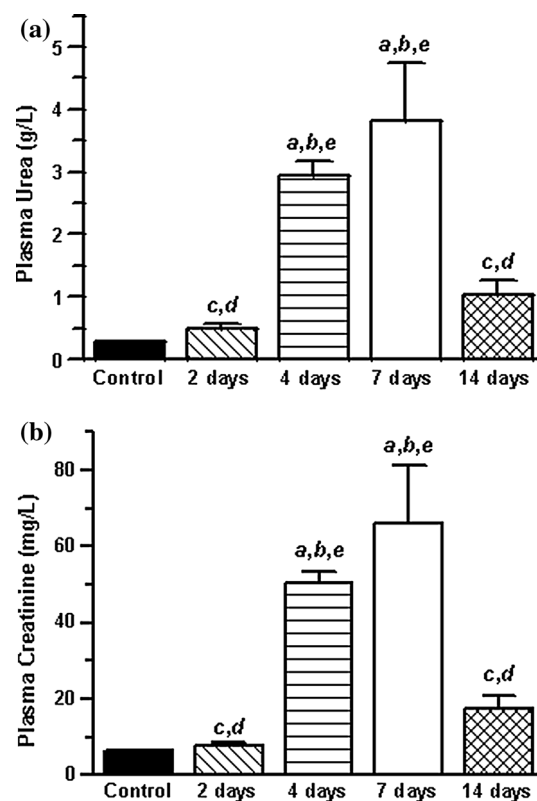 (a)
Plasma Urea (g/L)
5
4
3
2
1
0
c,d
a,b,e
a,b,e
c,d
Control 2 days 4 days 7 days 14 days
(b)
Plasma Creatinine (mg/L)
80
60
40
20
0
c,d
a,b,e
a,b,e
c,d
Control 2 days 4 days 7 days 14 days